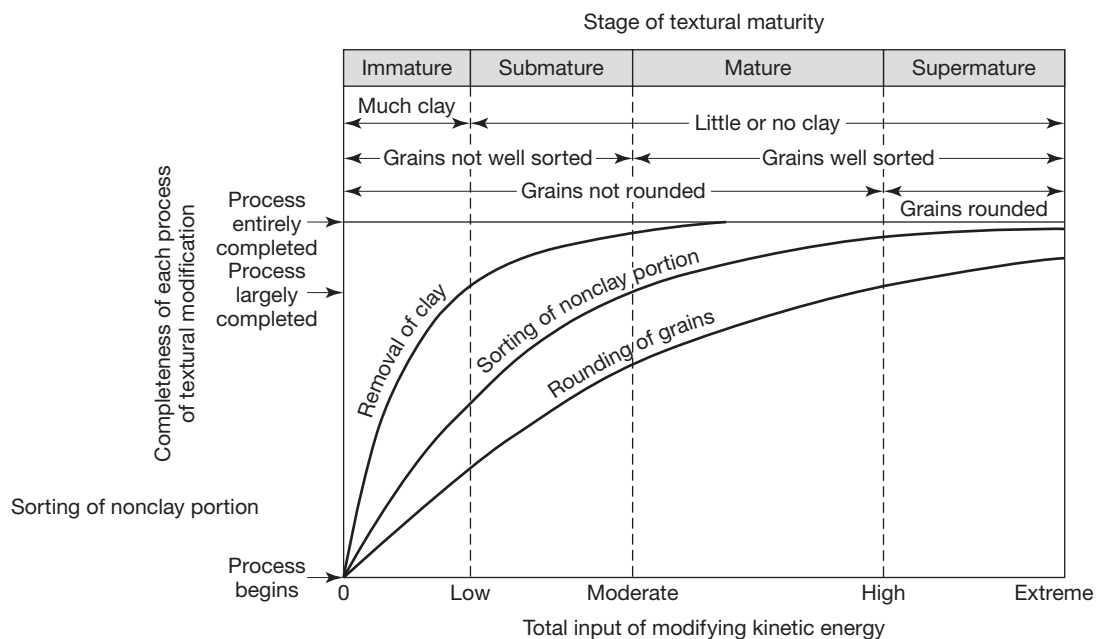 Stage of textural maturity
Immature Submature Mature Supermature
Much clay
Little or no clay
Grains not well sorted Grains well sorted
Grains not rounded
Grains rounded
Completeness of each process
of textural modification
Process
entirely
completed
Process
largely
completed
Removal of clay
Sorting of nonclay portion
Rounding of grains
Sorting of nonclay portion
Process
begins
0 Low Moderate High Extreme
Total input of modifying kinetic energy